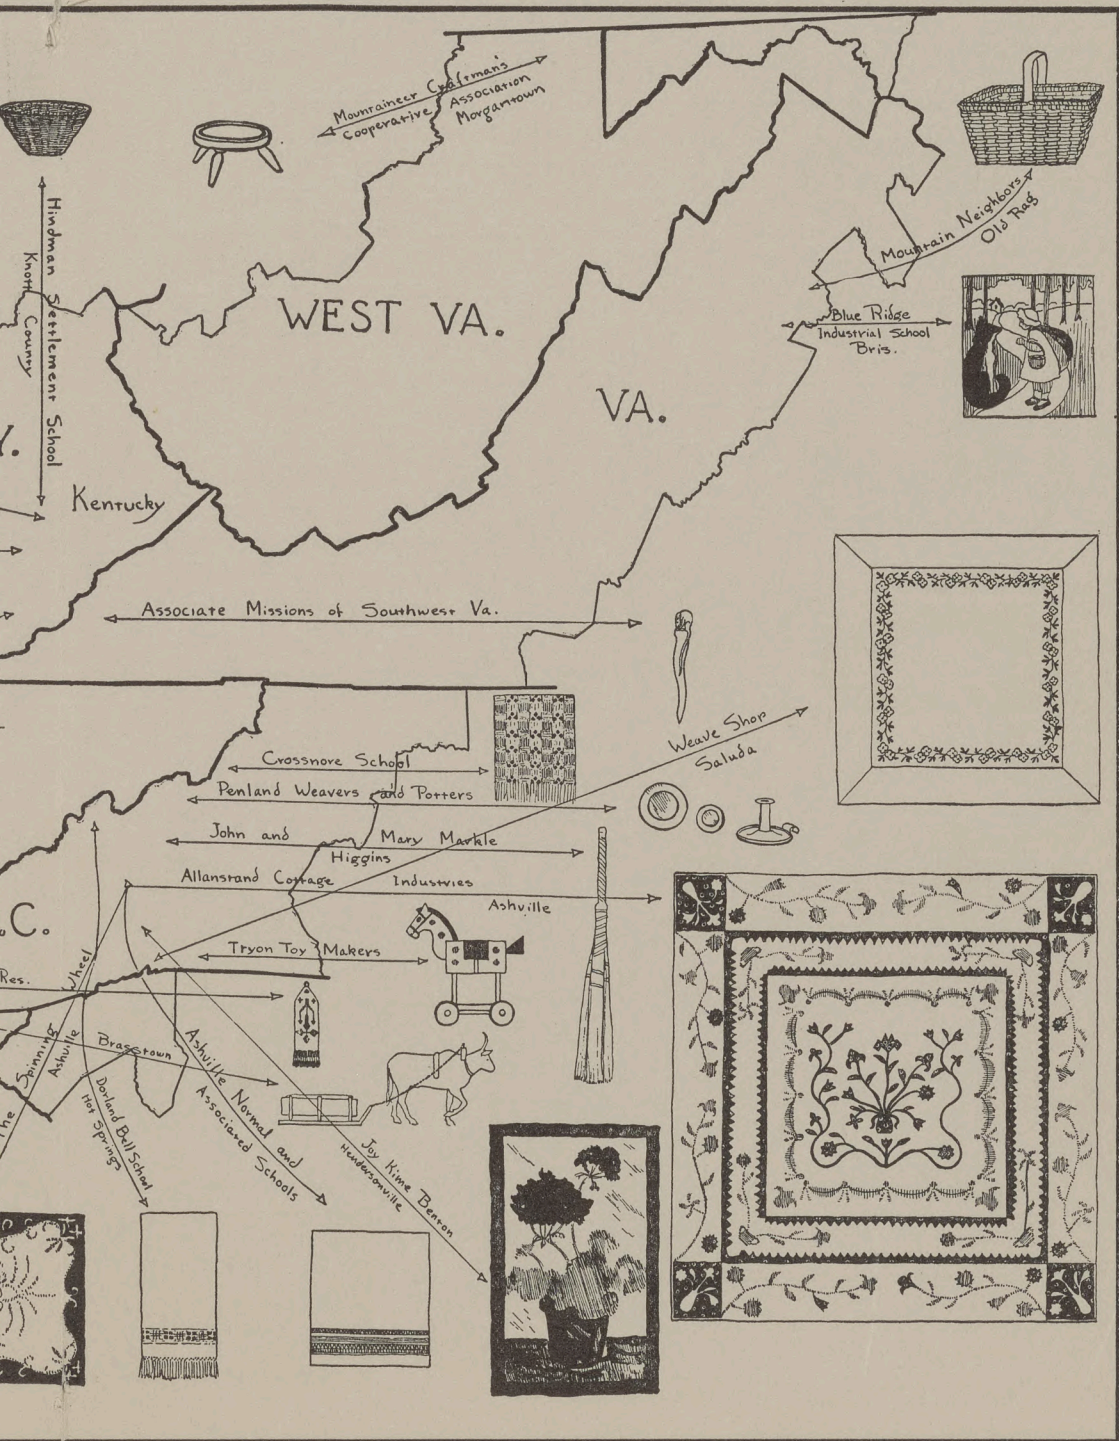 Mountaineer Craftman's
Cooperative Association
Morgantown
Hindman Settlement School
Knott County
Mountain Neighbors
Old Rag
WEST VA.
Blue Ridge
Industrial School
Bris.
VA.
Y.
Kentucky
Associate Missions of Southwest Va.
Weave Shop
Saluda
Crossnore School
Penland Weavers and Potters
John and Mary Markle
Higgins
Allanstand Cottage Industries
Ashville
.C.
Tryon Toy Makers
Res.
The Spinning Wheel
Ashville
Brasstown
Dorland Bell School
Hot Springs
Ashville Normal and
Associated Schools
Joy Kime Benton
Hendersonville